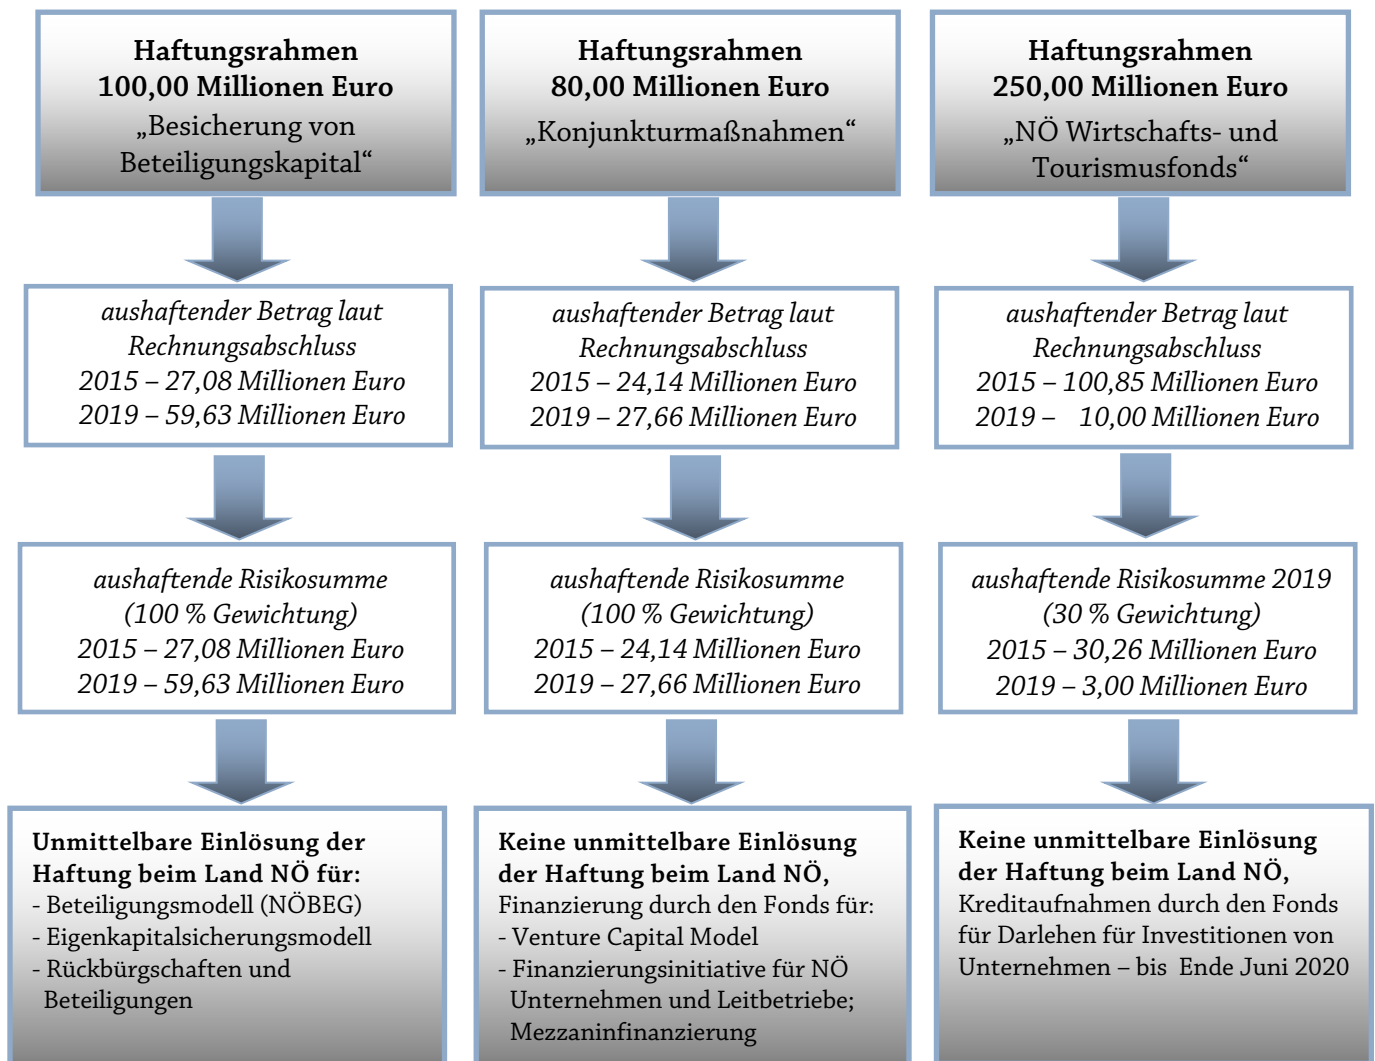 Haftungsrahmen
100,00 Millionen Euro
„Besicherung von
Beteiligungskapital“
aushaftender Betrag laut
Rechnungsabschluss
2015 – 27,08 Millionen Euro
2019 – 59,63 Millionen Euro
aushaftende Risikosumme
(100 % Gewichtung)
2015 – 27,08 Millionen Euro
2019 – 59,63 Millionen Euro
Unmittelbare Einlösung der
Haftung beim Land NÖ für:
- Beteiligungsmodell (NÖBEG)
- Eigenkapitalsicherungsmodell
- Rückbürgschaften und
Beteiligungen
Haftungsrahmen
80,00 Millionen Euro
„Konjunkturmaßnahmen“
aushaftender Betrag laut
Rechnungsabschluss
2015 – 24,14 Millionen Euro
2019 – 27,66 Millionen Euro
aushaftende Risikosumme
(100 % Gewichtung)
2015 – 24,14 Millionen Euro
2019 – 27,66 Millionen Euro
Keine unmittelbare Einlösung
der Haftung beim Land NÖ,
Finanzierung durch den Fonds für:
- Venture Capital Model
- Finanzierungsinitiative für NÖ
Unternehmen und Leitbetriebe;
Mezzaninfinanzierung
Haftungsrahmen
250,00 Millionen Euro
„NÖ Wirtschafts- und
Tourismusfonds“
aushaftender Betrag laut
Rechnungsabschluss
2015 – 100,85 Millionen Euro
2019 – 10,00 Millionen Euro
aushaftende Risikosumme 2019
(30 % Gewichtung)
2015 – 30,26 Millionen Euro
2019 – 3,00 Millionen Euro
Keine unmittelbare Einlösung
der Haftung beim Land NÖ,
Kreditaufnahmen durch den Fonds
für Darlehen für Investitionen von
Unternehmen – bis Ende Juni 2020